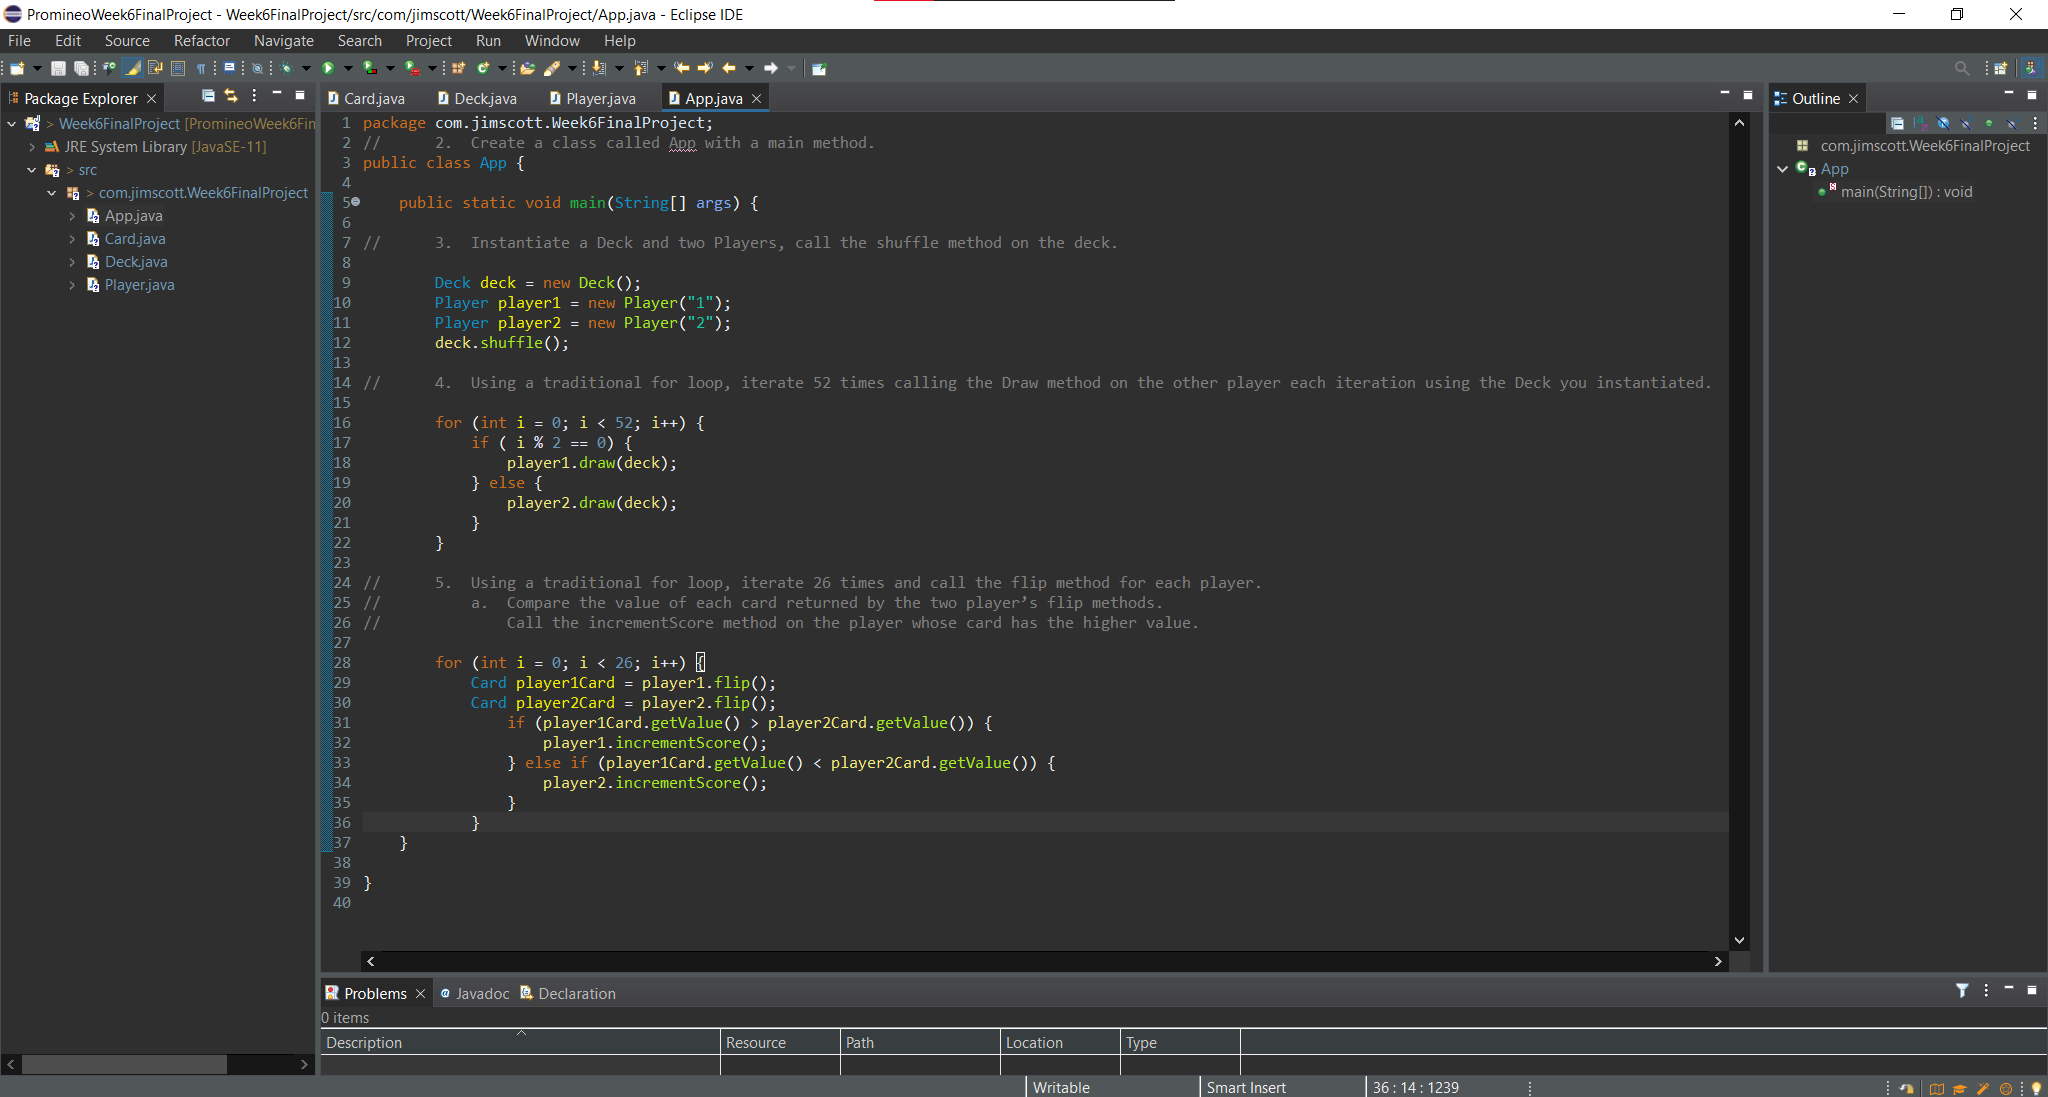 PromineoWeek6FinalProject - Week6FinalProject/src/com/jimscott/Week6FinalProject/App.java - Eclipse IDE
File Edit Source Refactor Navigate Search Project Run Window Help
Package Explorer
> Week6FinalProject [PromineoWeek6Fin
JRE System Library [JavaSE-11]
> src
> com.jimscott.Week6FinalProject
App.java
Card.java
Deck.java
Player.java
Card.java Deck.java Player.java App.java
1 package com.jimscott.Week6FinalProject;
2 // 2. Create a class called App with a main method.
3 public class App {
4
5 public static void main(String[] args) {
6
7 // 3. Instantiate a Deck and two Players, call the shuffle method on the deck.
8
9 Deck deck = new Deck();
10 Player player1 = new Player("1");
11 Player player2 = new Player("2");
12 deck.shuffle();
13
14 // 4. Using a traditional for loop, iterate 52 times calling the Draw method on the other player each iteration using the Deck you instantiated.
15
16 for (int i = 0; i < 52; i++) {
17 if ( i % 2 == 0) {
18 player1.draw(deck);
19 } else {
20 player2.draw(deck);
21 }
22 }
23
24 // 5. Using a traditional for loop, iterate 26 times and call the flip method for each player.
25 // a. Compare the value of each card returned by the two player’s flip methods.
26 // Call the incrementScore method on the player whose card has the higher value.
27
28 for (int i = 0; i < 26; i++) {
29 Card player1Card = player1.flip();
30 Card player2Card = player2.flip();
31 if (player1Card.getValue() > player2Card.getValue()) {
32 player1.incrementScore();
33 } else if (player1Card.getValue() < player2Card.getValue()) {
34 player2.incrementScore();
35 }
36 }
37 }
38
39 }
40
Outline
com.jimscott.Week6FinalProject
App
main(String[]) : void
Problems Javadoc Declaration
0 items
Description Resource Path Location Type
Writable Smart Insert 36 : 14 : 1239